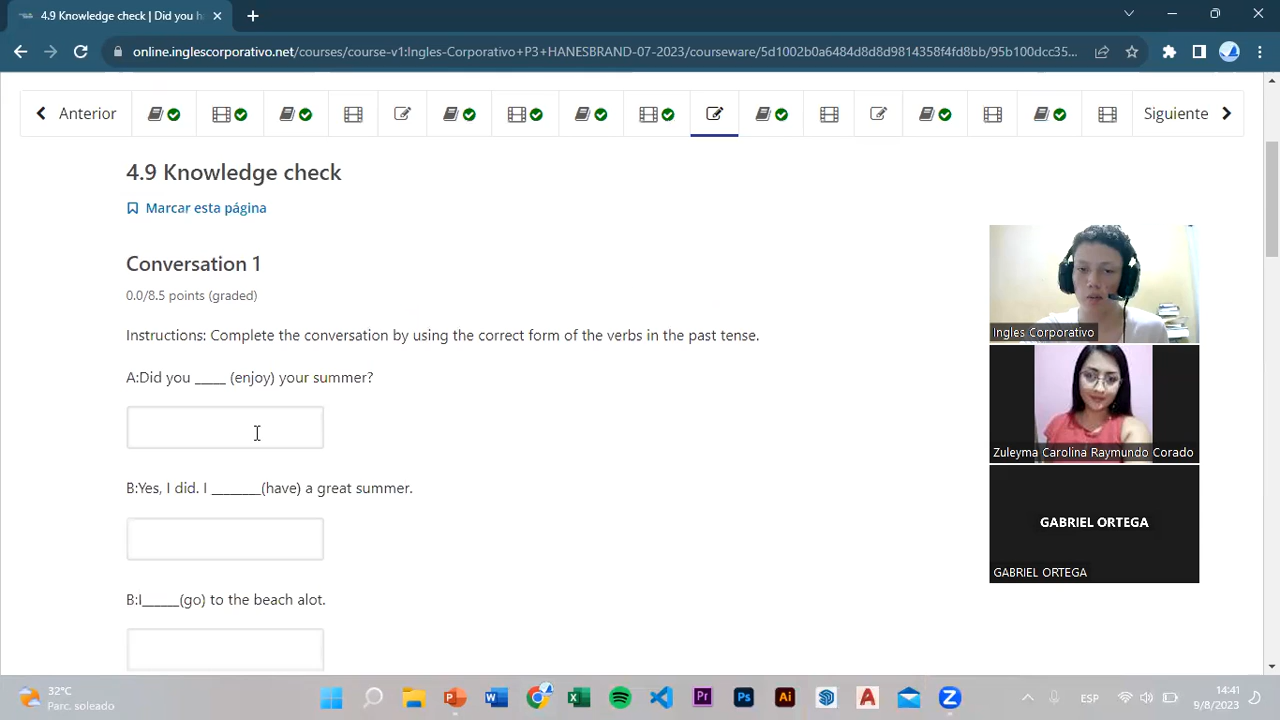 4.9 Knowledge check | Did you h
online.inglescorporativo.net/courses/course-v1:Ingles-Corporativo+P3+HANESBRAND-07-2023/courseware/5d1002b0a6484d8d8d9814358f4fd8bb/95b100dcc35...
Anterior
Siguiente
4.9 Knowledge check
Marcar esta página
Conversation 1
0.0/8.5 points (graded)
Instructions: Complete the conversation by using the correct form of the verbs in the past tense.
A:Did you _____ (enjoy) your summer?
B:Yes, I did. I ________(have) a great summer.
B:I______(go) to the beach alot.
Ingles Corporativo
Zuleyma Carolina Raymundo Corado
GABRIEL ORTEGA
GABRIEL ORTEGA
32°C
Parc. soleado
ESP
14:41
9/8/2023